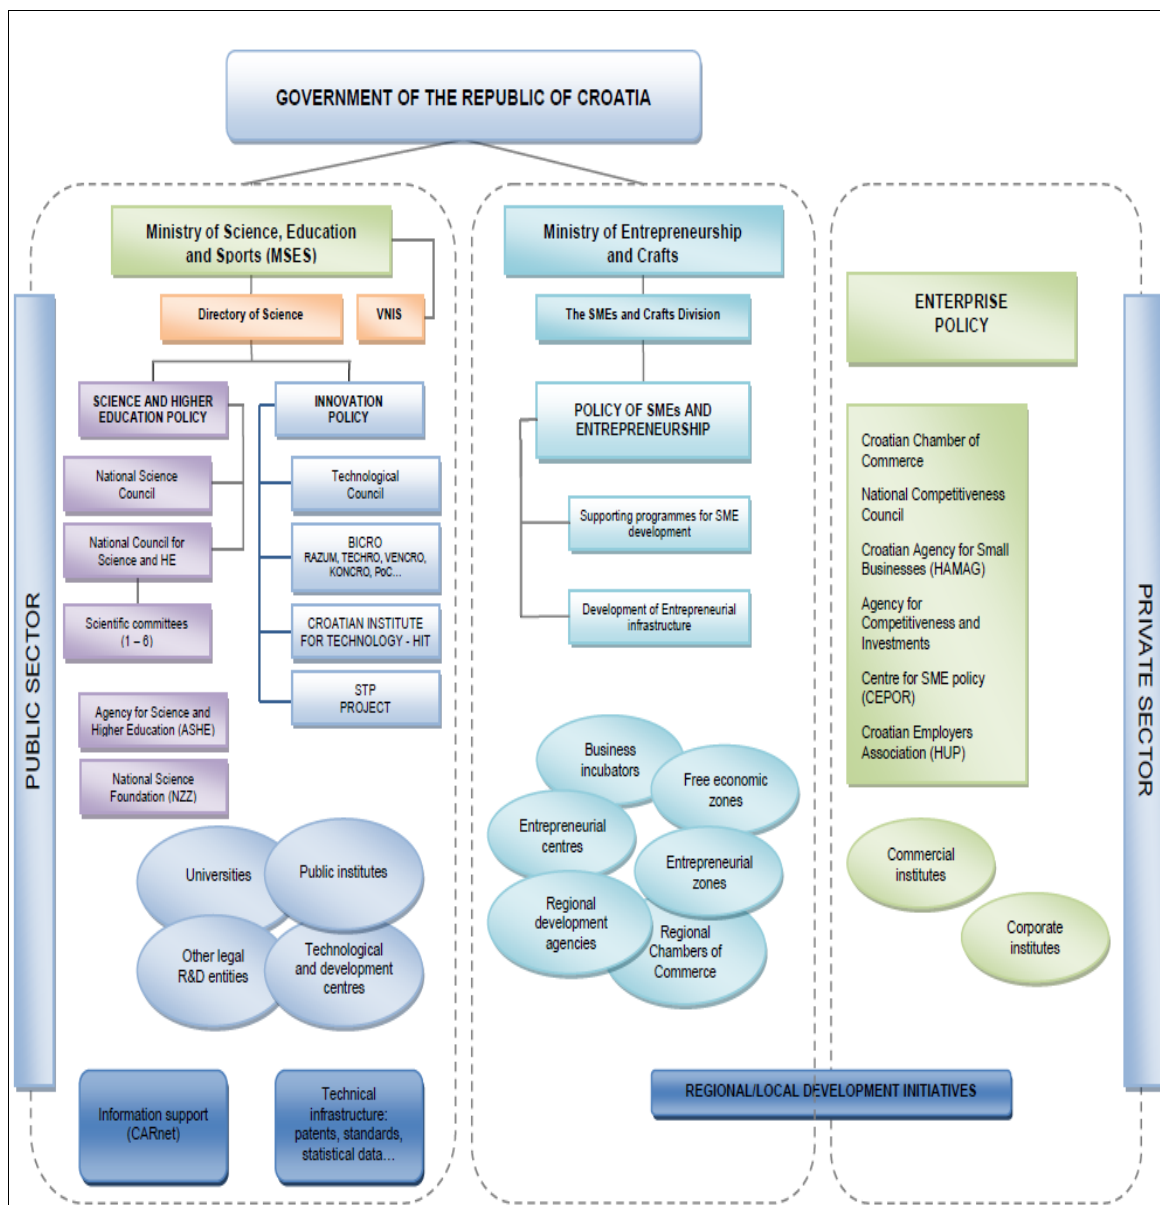 GOVERNMENT OF THE REPUBLIC OF CROATIA
PUBLIC SECTOR
Ministry of Science, Education
and Sports (MSES)
Directory of Science
VNIS
SCIENCE AND HIGHER
EDUCATION POLICY
INNOVATION
POLICY
National Science
Council
National Council for
Science and HE
Scientific committees
(1 – 6)
Agency for Science and
Higher Education (ASHE)
National Science
Foundation (NZZ)
Technological
Council
BICRO
RAZUM, TECHRO, VENCRO,
KONCRO, PoC...
CROATIAN INSTITUTE
FOR TECHNOLOGY - HIT
STP
PROJECT
Universities
Public institutes
Other legal
R&D entities
Technological
and development
centres
Information support
(CARnet)
Technical
infrastructure:
patents, standards,
statistical data...
Ministry of Entrepreneurship
and Crafts
The SMEs and Crafts Division
POLICY OF SMEs AND
ENTREPRENEURSHIP
Supporting programmes for SME
development
Development of Entrepreneurial
infrastructure
Business
incubators
Free economic
zones
Entrepreneurial
centres
Entrepreneurial
zones
Regional
development
agencies
Regional
Chambers of
Commerce
REGIONAL/LOCAL DEVELOPMENT INITIATIVES
ENTERPRISE
POLICY
Croatian Chamber of
Commerce
National Competitiveness
Council
Croatian Agency for Small
Businesses (HAMAG)
Agency for
Competitiveness and
Investments
Centre for SME policy
(CEPOR)
Croatian Employers
Association (HUP)
Commercial
institutes
Corporate
institutes
PRIVATE SECTOR